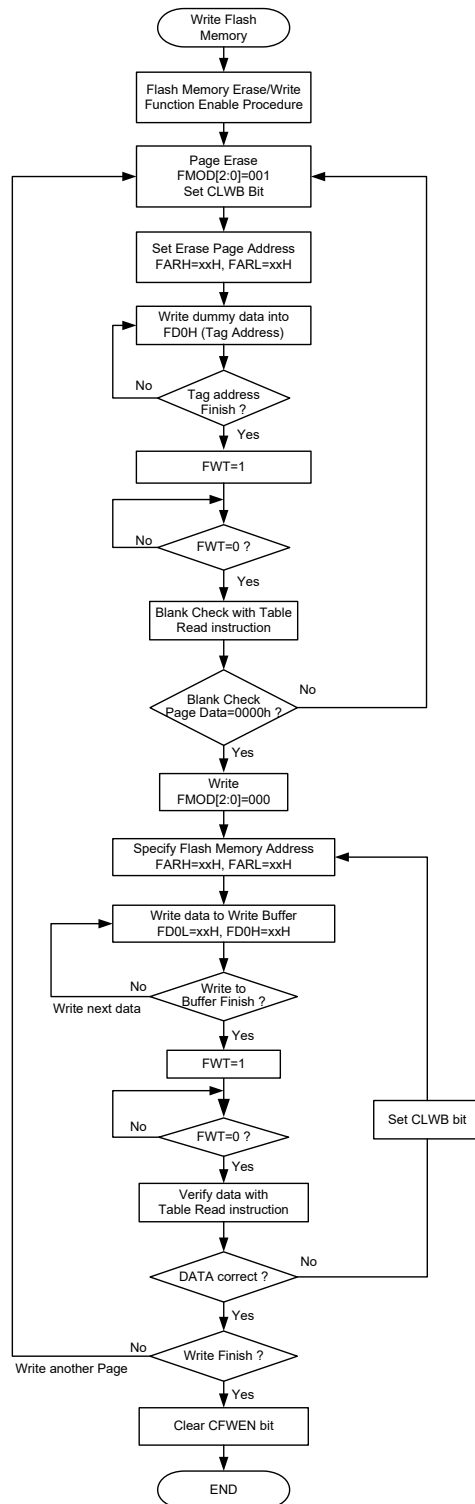 Write Flash
Memory
Flash Memory Erase/Write
Function Enable Procedure
Page Erase
FMOD[2:0]=001
Set CLWB Bit
Set Erase Page Address
FARH=xxH, FARL=xxH
Write dummy data into
FD0H (Tag Address)
No
Tag address
Finish ?
Yes
FWT=1
No
FWT=0 ?
Yes
Blank Check with Table
Read instruction
Blank Check
Page Data=0000h ?
No
Yes
Write
FMOD[2:0]=000
Specify Flash Memory Address
FARH=xxH, FARL=xxH
Write data to Write Buffer
FD0L=xxH, FD0H=xxH
No
Write next data
Write to
Buffer Finish ?
Yes
FWT=1
No
FWT=0 ?
Set CLWB bit
Yes
Verify data with
Table Read instruction
DATA correct ?
No
Yes
No
Write another Page
Write Finish ?
Yes
Clear CFWEN bit
END